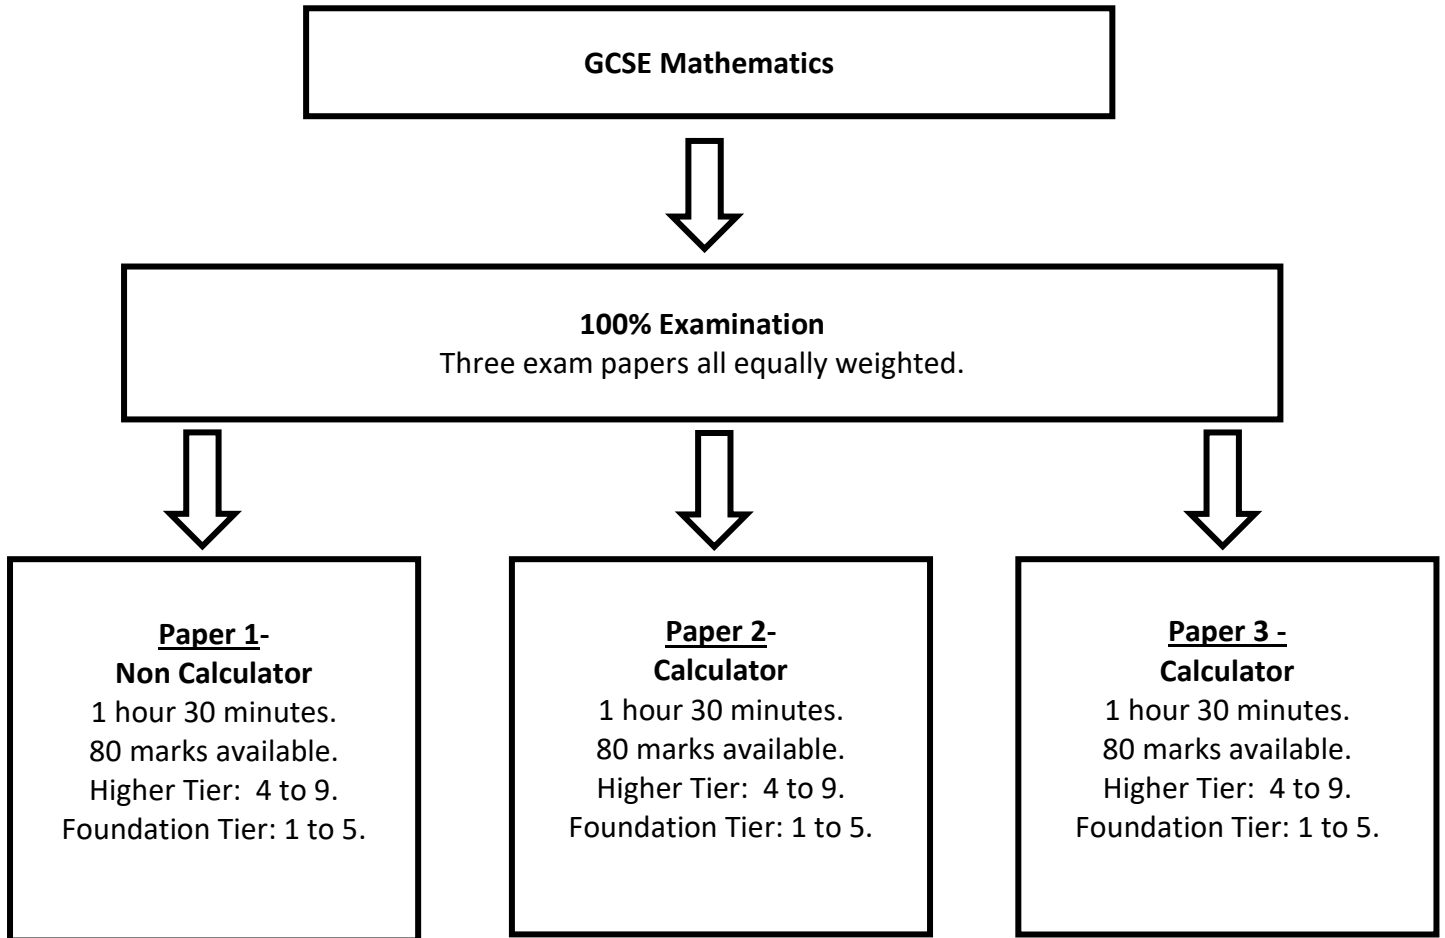 GCSE Mathematics
100% Examination
Three exam papers all equally weighted.
Paper 1-
Non Calculator
1 hour 30 minutes.
80 marks available.
Higher Tier:  4 to 9.
Foundation Tier: 1 to 5.
Paper 2-
Calculator
1 hour 30 minutes.
80 marks available.
Higher Tier:  4 to 9.
Foundation Tier: 1 to 5.
Paper 3 -
Calculator
1 hour 30 minutes.
80 marks available.
Higher Tier:  4 to 9.
Foundation Tier: 1 to 5.